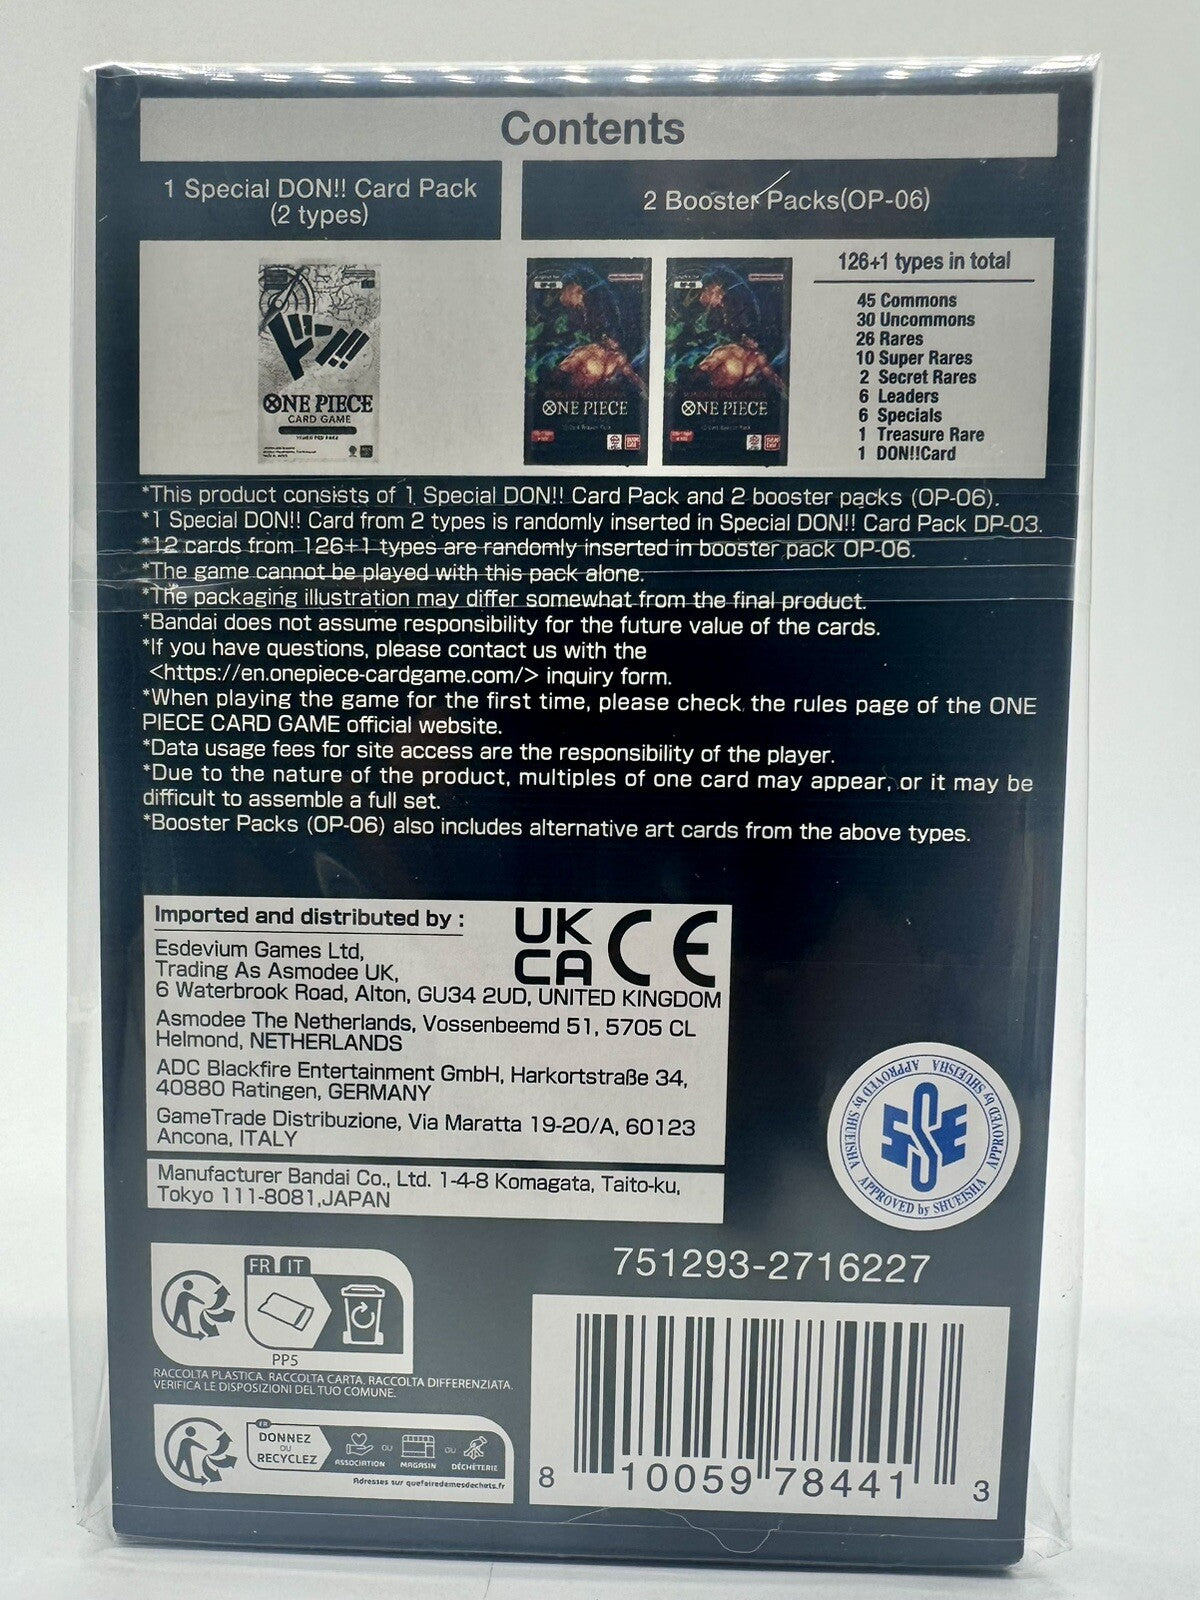 Contents
1 Special DON!! Card Pack
(2 types)
2 Booster Packs(OP-06)
ドン!!
ONE PIECE
CARD GAME
ONE PIECE
ONE PIECE
126+1 types in total
45 Commons
30 Uncommons
26 Rares
10 Super Rares
2 Secret Rares
6 Leaders
6 Specials
1 Treasure Rare
1 DON!!Card
*This product consists of 1 Special DON!! Card Pack and 2 booster packs (OP-06).
*1 Special DON!! Card from 2 types is randomly inserted in Special DON!! Card Pack DP-03.
*12 cards from 126+1 types are randomly inserted in booster pack OP-06.
*The game cannot be played with this pack alone.
*The packaging illustration may differ somewhat from the final product.
*Bandai does not assume responsibility for the future value of the cards.
*If you have questions, please contact us with the
<https://en.onepiece-cardgame.com/> inquiry form.
*When playing the game for the first time, please check the rules page of the ONE
PIECE CARD GAME official website.
*Data usage fees for site access are the responsibility of the player.
*Due to the nature of the product, multiples of one card may appear, or it may be
difficult to assemble a full set.
*Booster Packs (OP-06) also includes alternative art cards from the above types.
Imported and distributed by :
UK
CA CE
Esdevium Games Ltd,
Trading As Asmodee UK,
6 Waterbrook Road, Alton, GU34 2UD, UNITED KINGDOM
Asmodee The Netherlands, Vossenbeemd 51, 5705 CL
Helmond, NETHERLANDS
ADC Blackfire Entertainment GmbH, Harkortstraße 34,
40880 Ratingen, GERMANY
GameTrade Distribuzione, Via Maratta 19-20/A, 60123
Ancona, ITALY
Manufacturer Bandai Co., Ltd. 1-4-8 Komagata, Taito-ku,
Tokyo 111-8081,JAPAN
APPROVED by SHUEISHA APPROVED by SHUEISHA APPROVED by SHUEISHA
SSE
751293-2716227
FR IT
PP5
RACCOLTA PLASTICA. RACCOLTA CARTA. RACCOLTA DIFFERENZIATA.
VERIFICA LE DISPOSIZIONI DEL TUO COMUNE.
FR
DONNEZ
OU
RECYCLEZ
ASSOCIATION OU MAGASIN OU DÉCHÈTERIE
Adresses sur quefairedemesdechets.fr
8 10059 78441 3